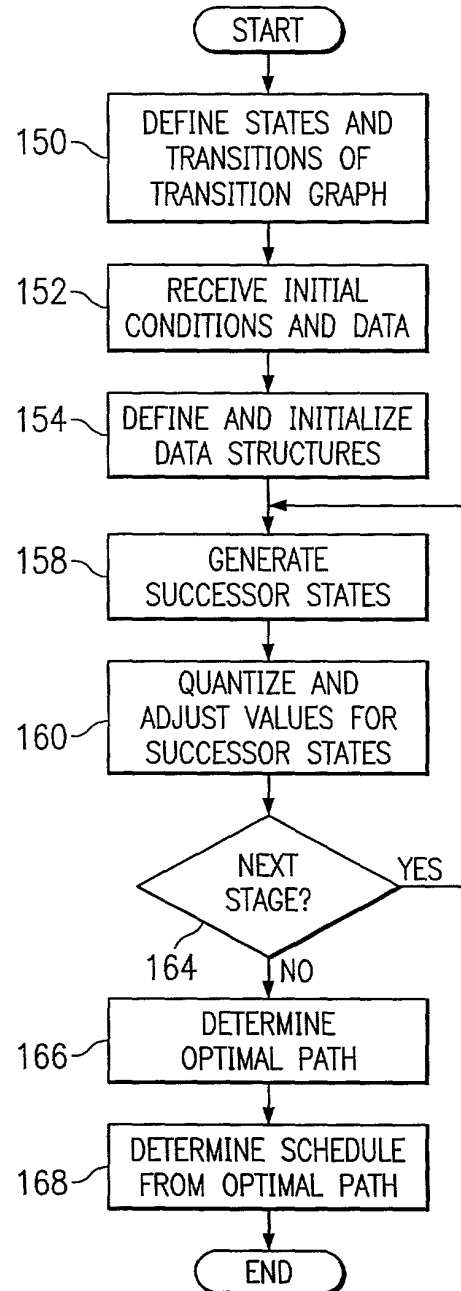 START
150
DEFINE STATES AND
TRANSITIONS OF
TRANSITION GRAPH
152
RECEIVE INITIAL
CONDITIONS AND DATA
154
DEFINE AND INITIALIZE
DATA STRUCTURES
158
GENERATE
SUCCESSOR STATES
160
QUANTIZE AND
ADJUST VALUES FOR
SUCCESSOR STATES
NEXT
STAGE?
YES
164
NO
166
DETERMINE
OPTIMAL PATH
168
DETERMINE SCHEDULE
FROM OPTIMAL PATH
END